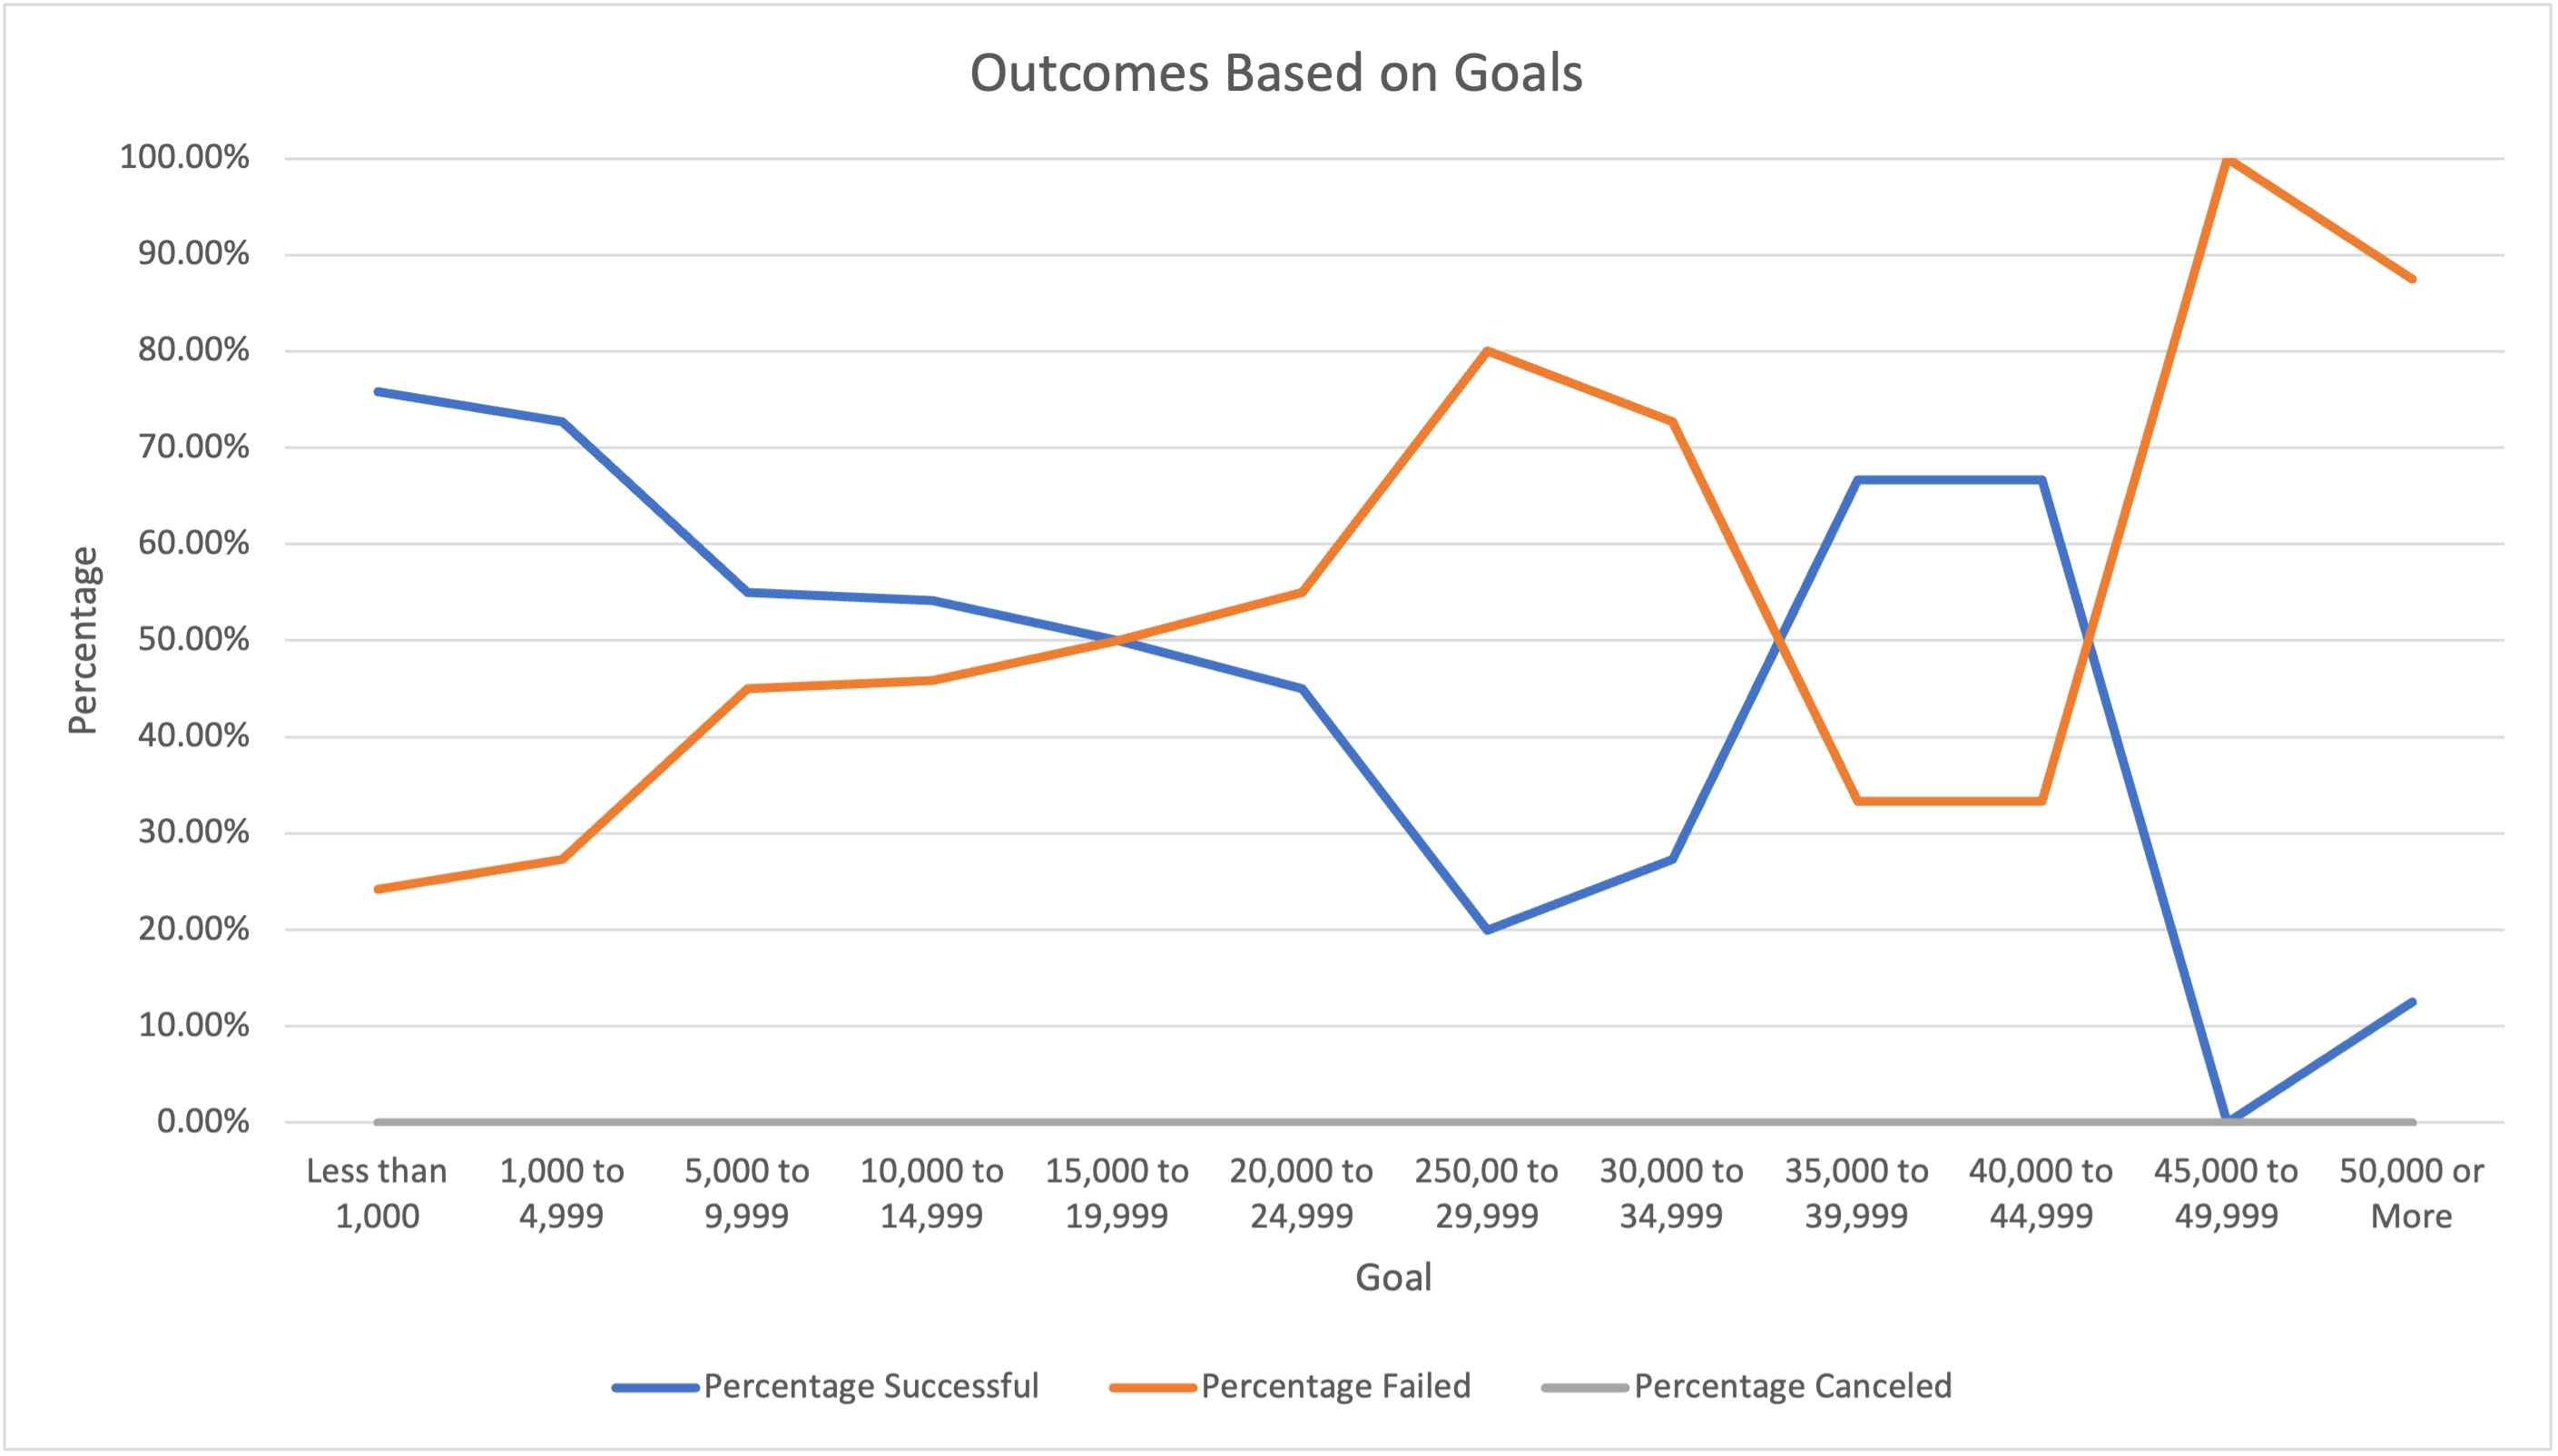 Outcomes Based on Goals
100.00%
90.00%
80.00%
70.00%
60.00%
50.00%
40.00%
30.00%
20.00%
10.00%
0.00%
Percentage
Less than 1,000 to 5,000 to 10,000 to 15,000 to 20,000 to 250,00 to 30,000 to 35,000 to 40,000 to 45,000 to 50,000 or
1,000 4,999 9,999 14,999 19,999 24,999 29,999 34,999 39,999 44,999 49,999 More
Goal
Percentage Successful Percentage Failed Percentage Canceled